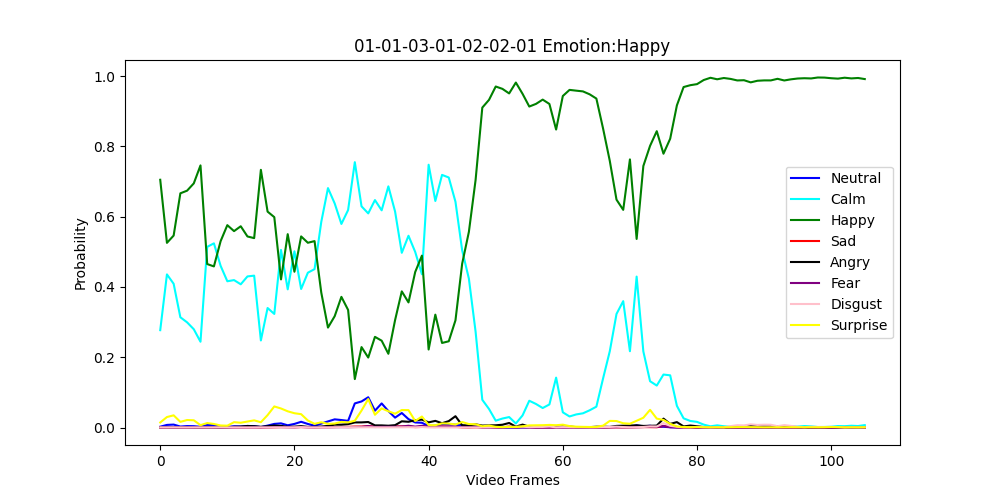 01-01-03-01-02-02-01 Emotion:Happy
Probability
1.0
0.8
0.6
0.4
0.2
0.0
Neutral
Calm
Happy
Sad
Angry
Fear
Disgust
Surprise
0 20 40 60 80 100
Video Frames